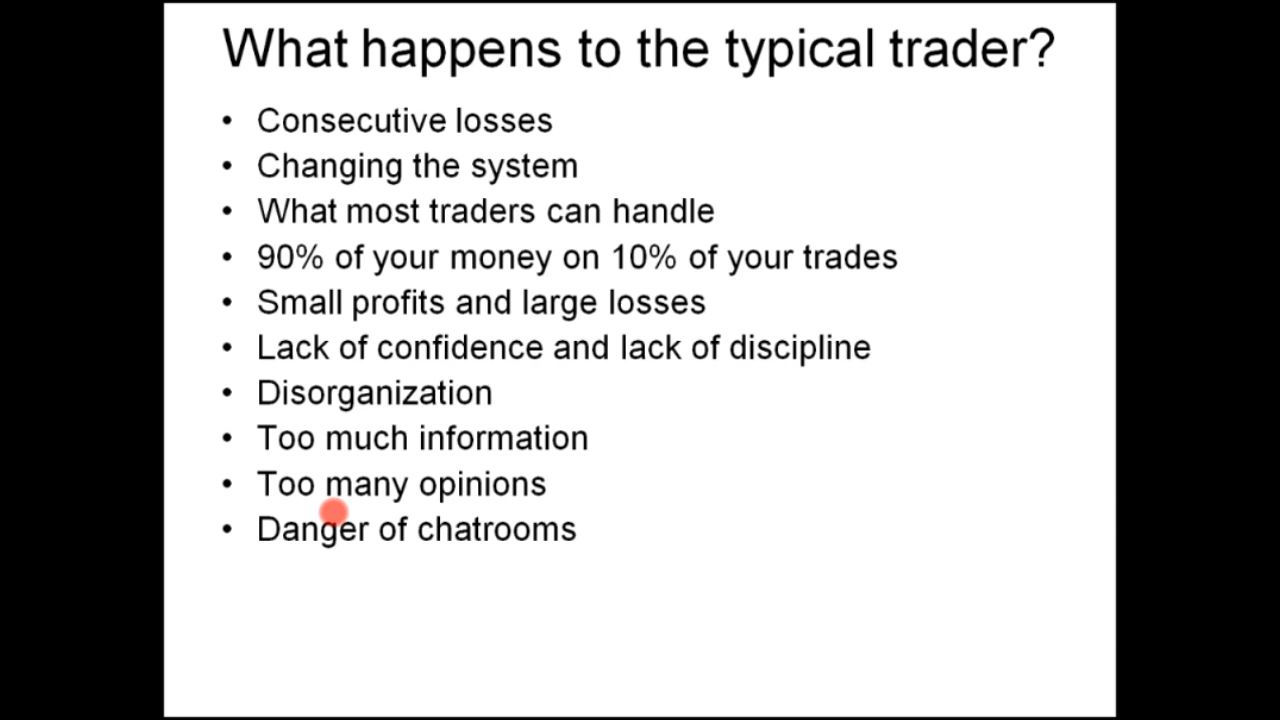 What happens to the typical trader?
• Consecutive losses
• Changing the system
• What most traders can handle
• 90% of your money on 10% of your trades
• Small profits and large losses
• Lack of confidence and lack of discipline
• Disorganization
• Too much information
• Too many opinions
• Danger of chatrooms